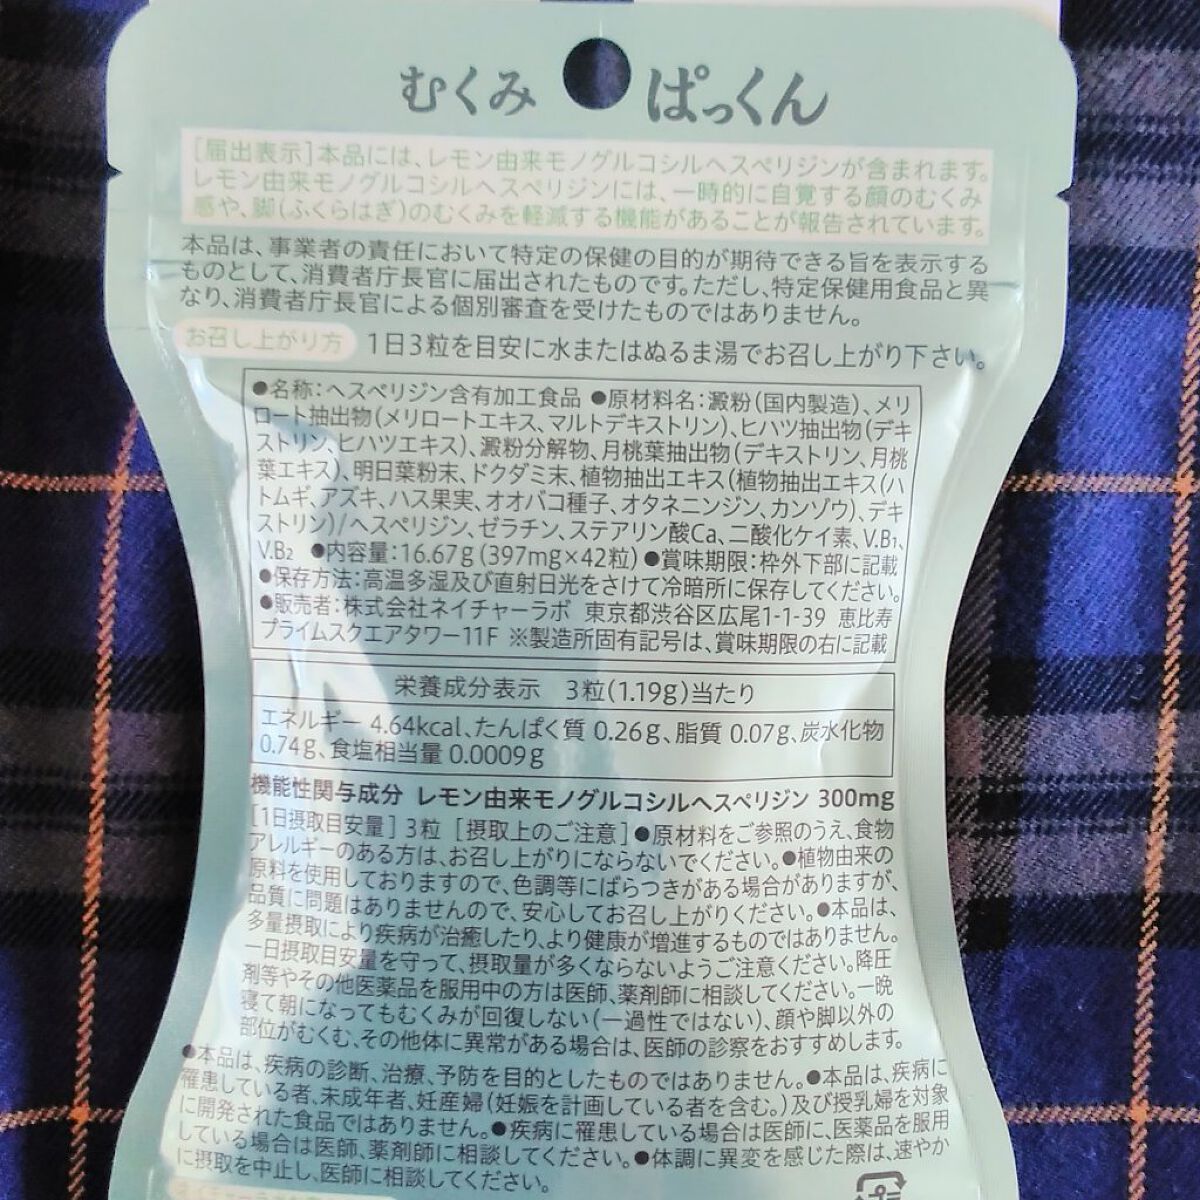 むくみ ぱっくん
[届出表示]本品には、レモン由来モノグルコシルヘスペリジンが含まれます。
レモン由来モノグルコシルヘスペリジンには、一時的に自覚する顔のむくみ
感や、脚(ふくらはぎ)のむくみを軽減する機能があることが報告されています。
本品は、事業者の責任において特定の保健の目的が期待できる旨を表示する
ものとして、消費者庁長官に届出されたものです。ただし、特定保健用食品と異
なり、消費者庁長官による個別審査を受けたものではありません。
お召し上がり方 1日3粒を目安に水またはぬるま湯でお召し上がり下さい。
●名称:ヘスペリジン含有加工食品 ●原材料名:澱粉(国内製造)、メリ
ロート抽出物(メリロートエキス、マルトデキストリン)、ヒハツ抽出物(デキ
ストリン、ヒハツエキス)、澱粉分解物、月桃葉抽出物(デキストリン、月桃
葉エキス)、明日葉粉末、ドクダミ末、植物抽出エキス(植物抽出エキス(ハ
トムギ、アズキ、ハス果実、オオバコ種子、オタネニンジン、カンゾウ)、デキ
ストリン)/ヘスペリジン、ゼラチン、ステアリン酸Ca、二酸化ケイ素、V.B₁、
V.B₂ ●内容量:16.67g(397mg×42粒) ●賞味期限:枠外下部に記載
●保存方法:高温多湿及び直射日光をさけて冷暗所に保存してください。
●販売者:株式会社ネイチャーラボ 東京都渋谷区広尾1-1-39 恵比寿
プライムスクエアタワー11F ※製造所固有記号は、賞味期限の右に記載
栄養成分表示 3粒(1.19g)当たり
エネルギー 4.64kcal、たんぱく質 0.26g、脂質 0.07g、炭水化物
0.74g、食塩相当量 0.0009g
機能性関与成分 レモン由来モノグルコシルヘスペリジン 300mg
[1日摂取目安量]3粒 [摂取上のご注意]●原材料をご参照のうえ、食物
アレルギーのある方は、お召し上がりにならないでください。●植物由来の
原料を使用しておりますので、色調等にばらつきがある場合がありますが、
品質に問題はありませんので、安心してお召し上がりください。●本品は、
多量摂取により疾病が治癒したり、より健康が増進するものではありません。
一日摂取目安量を守って、摂取量が多くならないようご注意ください。降圧
剤等やその他医薬品を服用中の方は医師、薬剤師に相談してください。一晩
寝て朝になってもむくみが回復しない(一過性ではない)、顔や脚以外の
部位がむくむ、その他体に異常がある場合は、医師の診察をおすすめします。
●本品は、疾病の診断、治療、予防を目的としたものではありません。●本品は、疾病に
罹患している者、未成年者、妊産婦(妊娠を計画している者を含む。)及び授乳婦を対象
に開発された食品ではありません。●疾病に罹患している場合は医師に、医薬品を服用
している場合は医師、薬剤師に相談してください。●体調に異変を感じた際は、速やか
に摂取を中止し、医師に相談してください。